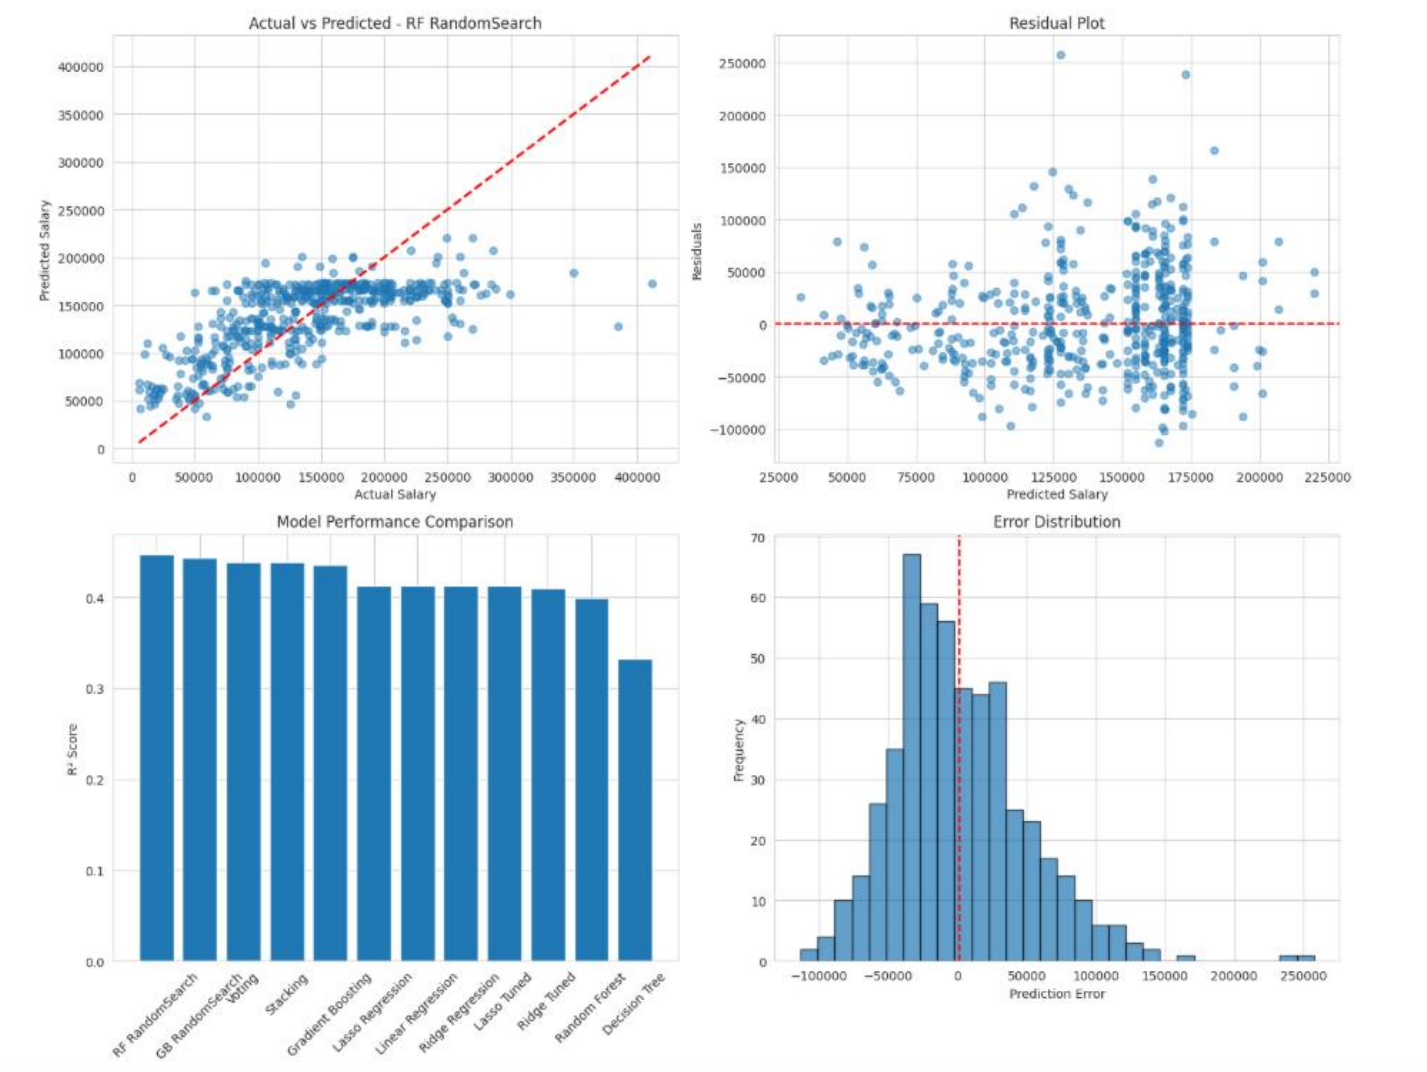 Actual vs Predicted - RF RandomSearch
400000
350000
300000
250000
200000
150000
100000
50000
0
Predicted Salary
0 50000 100000 150000 200000 250000 300000 350000 400000
Actual Salary
Residual Plot
250000
200000
150000
100000
50000
0
−50000
−100000
Residuals
25000 50000 75000 100000 125000 150000 175000 200000 225000
Predicted Salary
Model Performance Comparison
0.4
0.3
0.2
0.1
0.0
R² Score
RF RandomSearch
GB RandomSearch
Voting
Stacking
Gradient Boosting
Lasso Regression
Linear Regression
Ridge Regression
Lasso Tuned
Ridge Tuned
Random Forest
Decision Tree
Error Distribution
70
60
50
40
30
20
10
0
Frequency
−100000 −50000 0 50000 100000 150000 200000 250000
Prediction Error